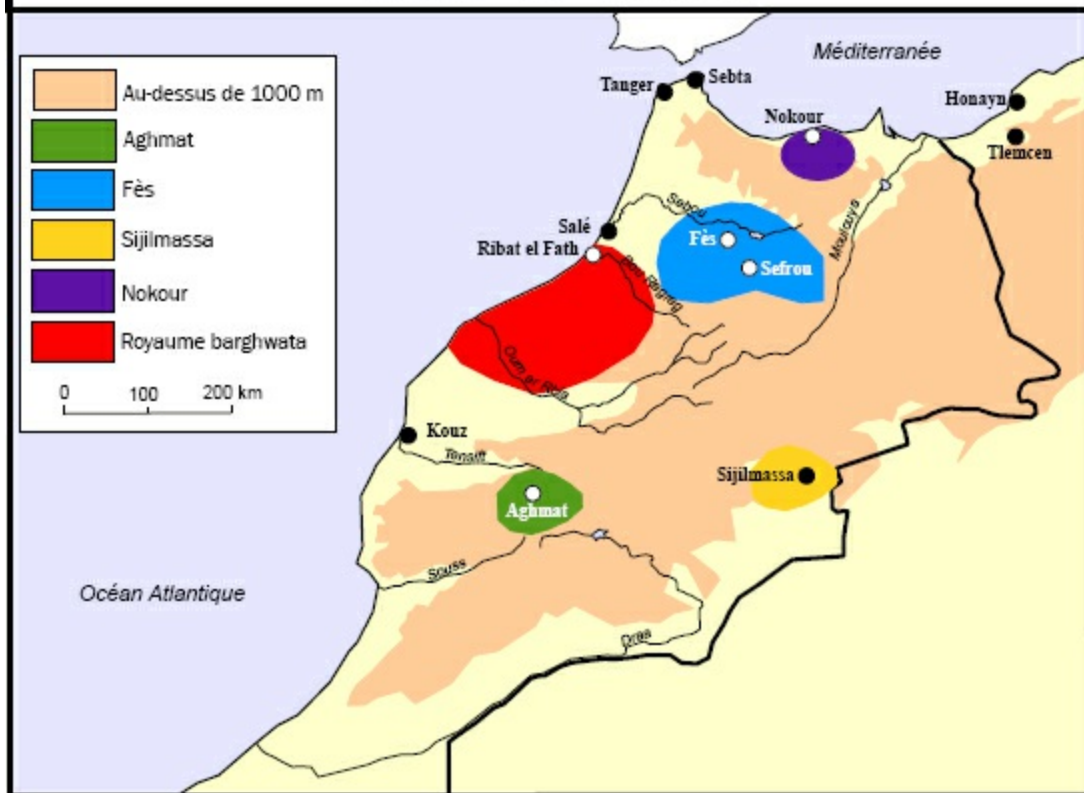 Méditerranée
Tanger
Sebta
Honayn
Nokour
Tlemcen
Au-dessus de 1000 m
Aghmat
Fès
Sijilmassa
Nokour
Royaume barghwata
0 100 200 km
Sebou
Moulouya
Salé
Fès
Ribat el Fath
Sefrou
Bou Regreg
Oum er Rbia
Kouz
Tensift
Sijilmassa
Aghmat
Souss
Océan Atlantique
Draa